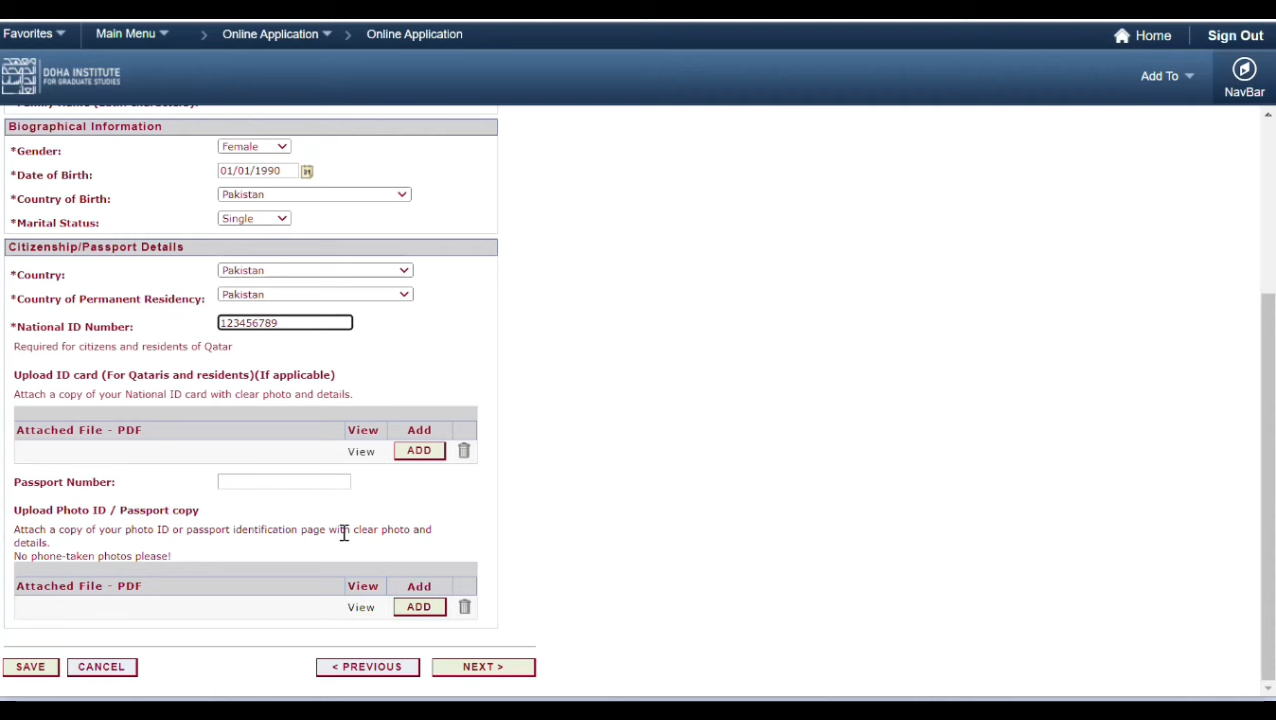 Favorites Main Menu > Online Application > Online Application Home Sign Out
DOHA INSTITUTE
FOR GRADUATE STUDIES
Add To
NavBar
Biographical Information
*Gender: Female
*Date of Birth: 01/01/1990
*Country of Birth: Pakistan
*Marital Status: Single
Citizenship/Passport Details
*Country: Pakistan
*Country of Permanent Residency: Pakistan
*National ID Number: 123456789
Required for citizens and residents of Qatar
Upload ID card (For Qataris and residents)(If applicable)
Attach a copy of your National ID card with clear photo and details.
Attached File - PDF View Add
View ADD
Passport Number:
Upload Photo ID / Passport copy
Attach a copy of your photo ID or passport identification page with clear photo and
details.
No phone-taken photos please!
Attached File - PDF View Add
View ADD
SAVE CANCEL < PREVIOUS NEXT >